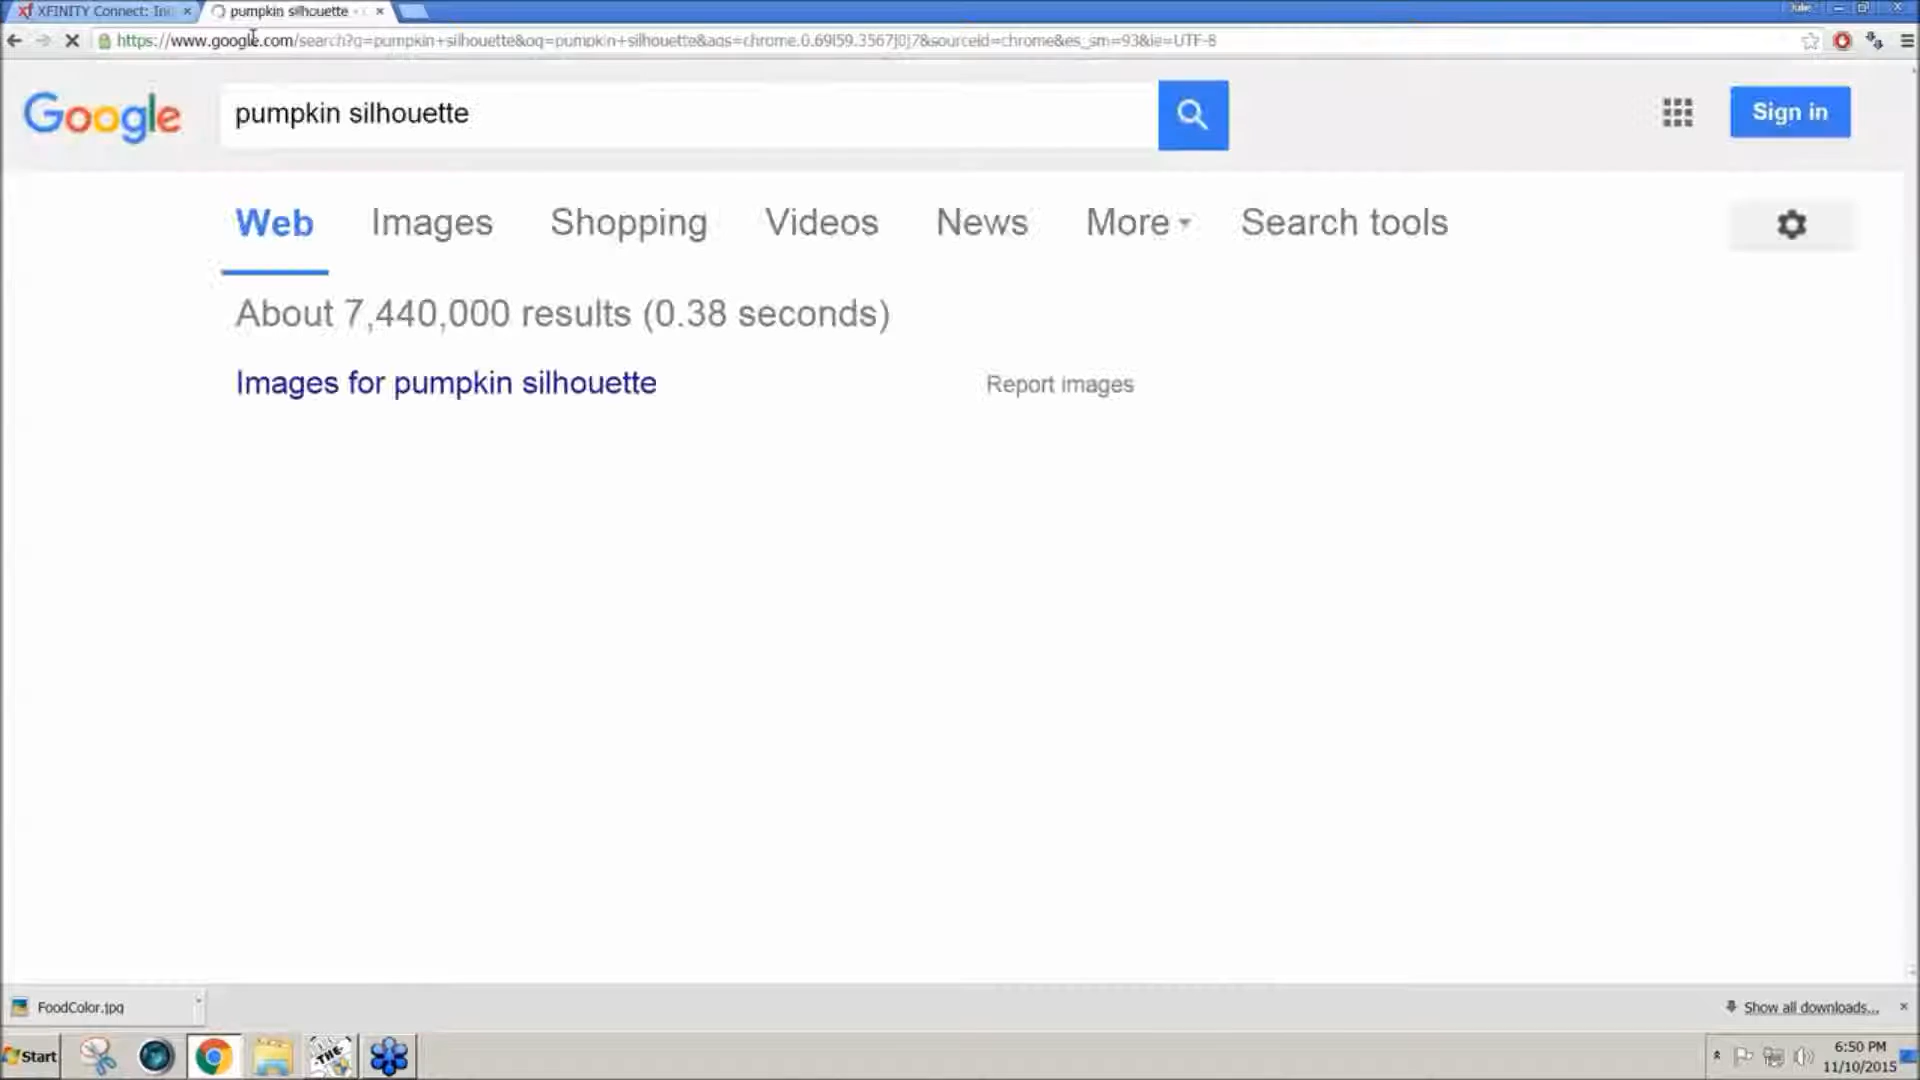 XFINITY Connect: In
pumpkin silhouette -
Julie
https://www.google.com/search?q=pumpkin+silhouette&oq=pumpkin+silhouette&aqs=chrome.0.69i59.3567j0j7&sourceid=chrome&es_sm=93&ie=UTF-8
Google
pumpkin silhouette
Sign in
Web Images Shopping Videos News More Search tools
About 7,440,000 results (0.38 seconds)
Images for pumpkin silhouette
Report images
FoodColor.jpg
Show all downloads...
Start
THE
6:50 PM
11/10/2015